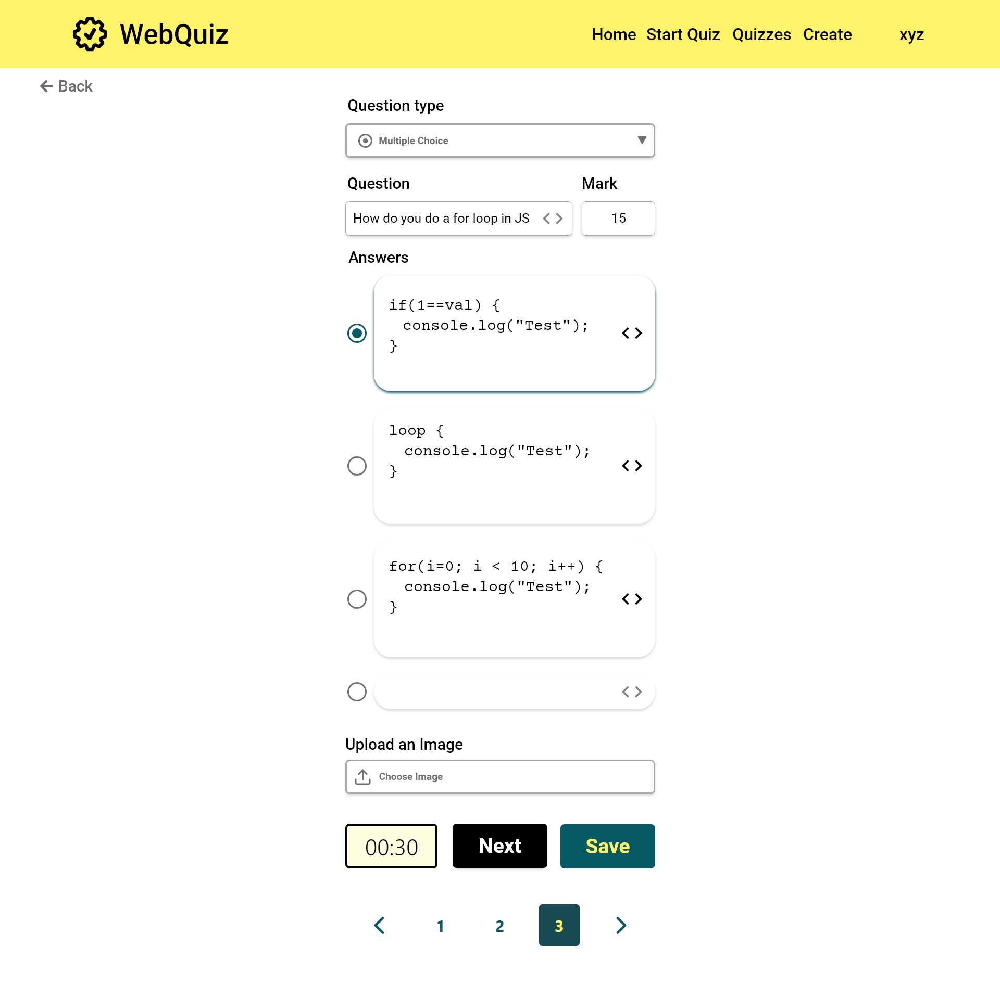 WebQuiz
Home Start Quiz Quizzes Create xyz
Back
Question type
Multiple Choice
Question Mark
How do you do a for loop in JS < > 15
Answers
if(1==val) {
console.log("Test");
}
< >
loop {
console.log("Test");
}
< >
for(i=0; i < 10; i++) {
console.log("Test");
}
< >
< >
Upload an Image
Choose Image
00:30 Next Save
1 2 3